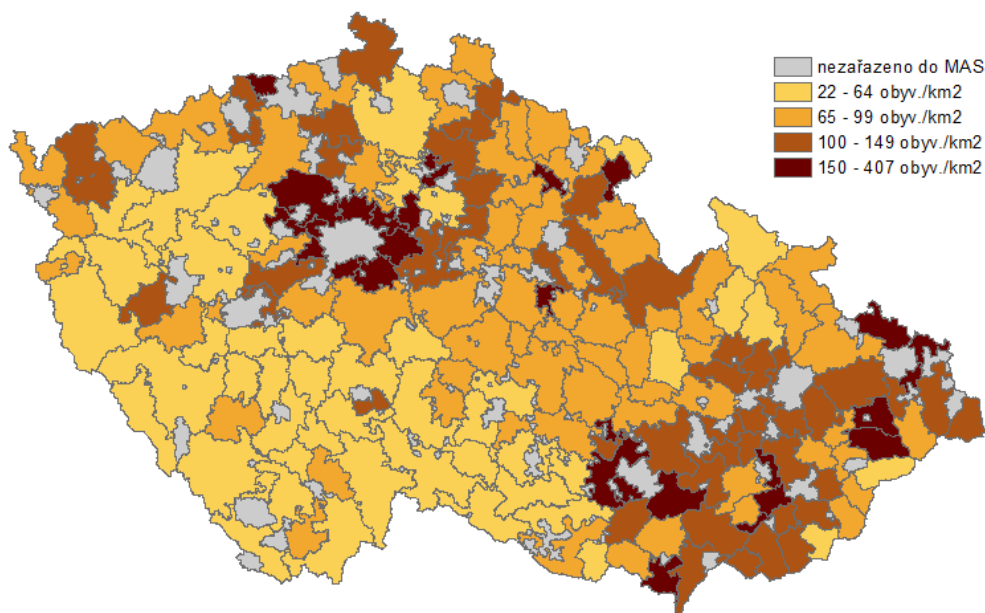 nezařazeno do MAS
22 - 64 obyv./km2
65 - 99 obyv./km2
100 - 149 obyv./km2
150 - 407 obyv./km2